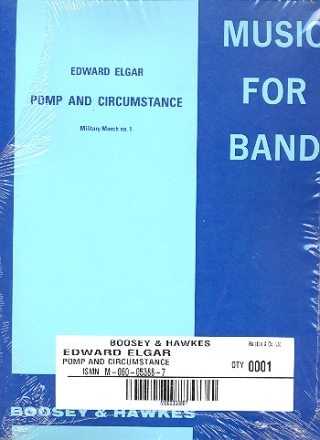 EDWARD ELGAR
POMP AND CIRCUMSTANCE
Military March no. 1
MUSIC
FOR
BAND
BOOSEY & HAWKES
EDWARD ELGAR
POMP AND CIRCUMSTANCE
ISMN M-060-05388-7
QTY 0001
BOOSEY & HAWKES